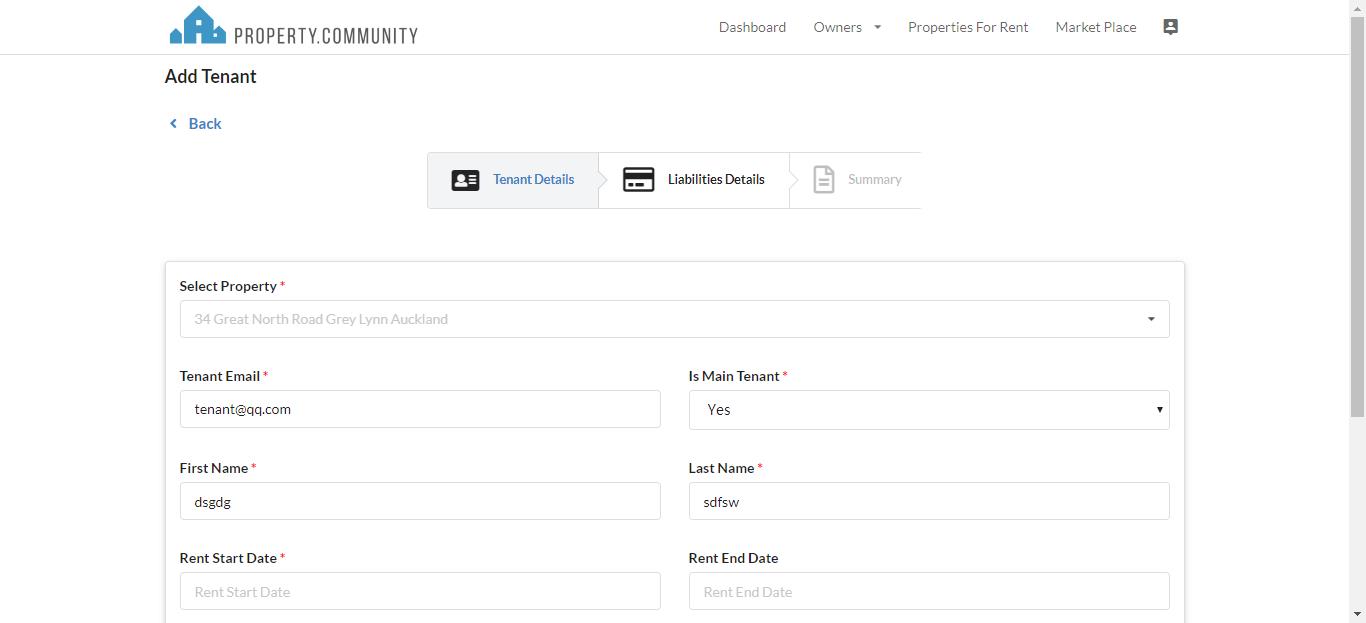 PROPERTY.COMMUNITY
Dashboard Owners Properties For Rent Market Place
Add Tenant
Back
Tenant Details Liabilities Details Summary
Select Property *
34 Great North Road Grey Lynn Auckland
Tenant Email * Is Main Tenant *
tenant@qq.com Yes
First Name * Last Name *
dsgdg sdfsw
Rent Start Date * Rent End Date
Rent Start Date Rent End Date